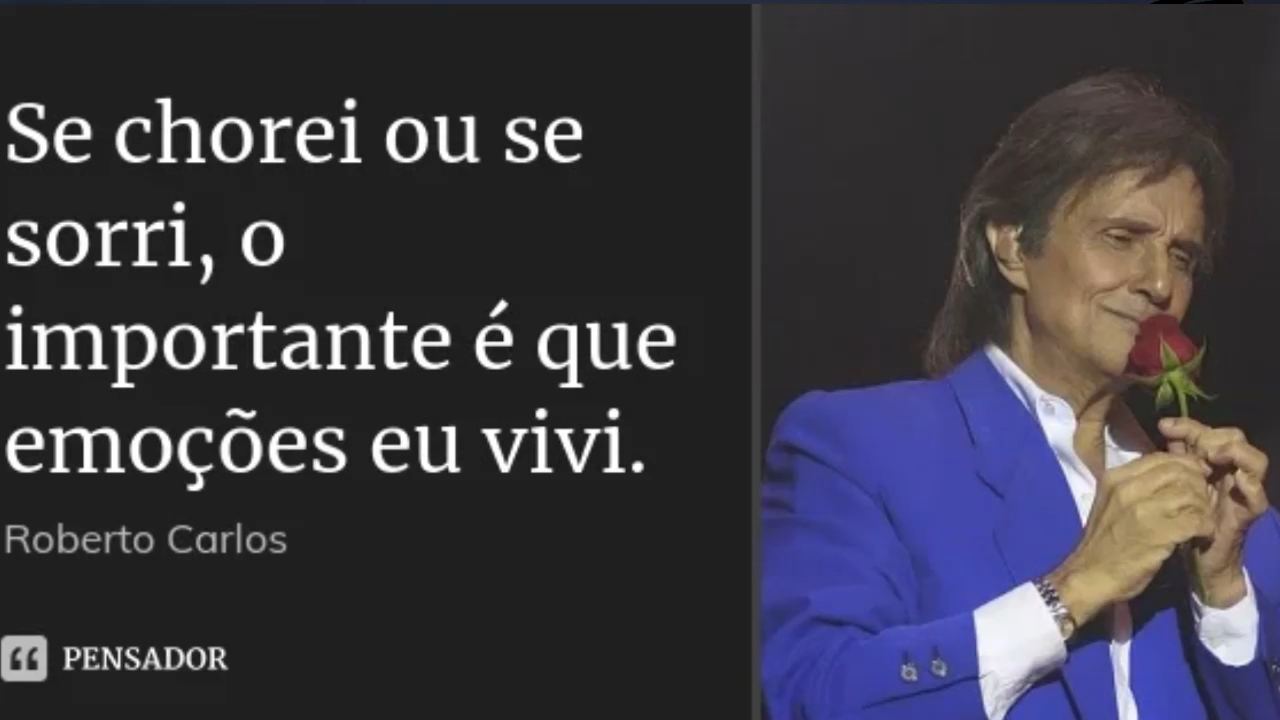 Se chorei ou se
sorri, o
importante é que
emoções eu vivi.
Roberto Carlos
PENSADOR